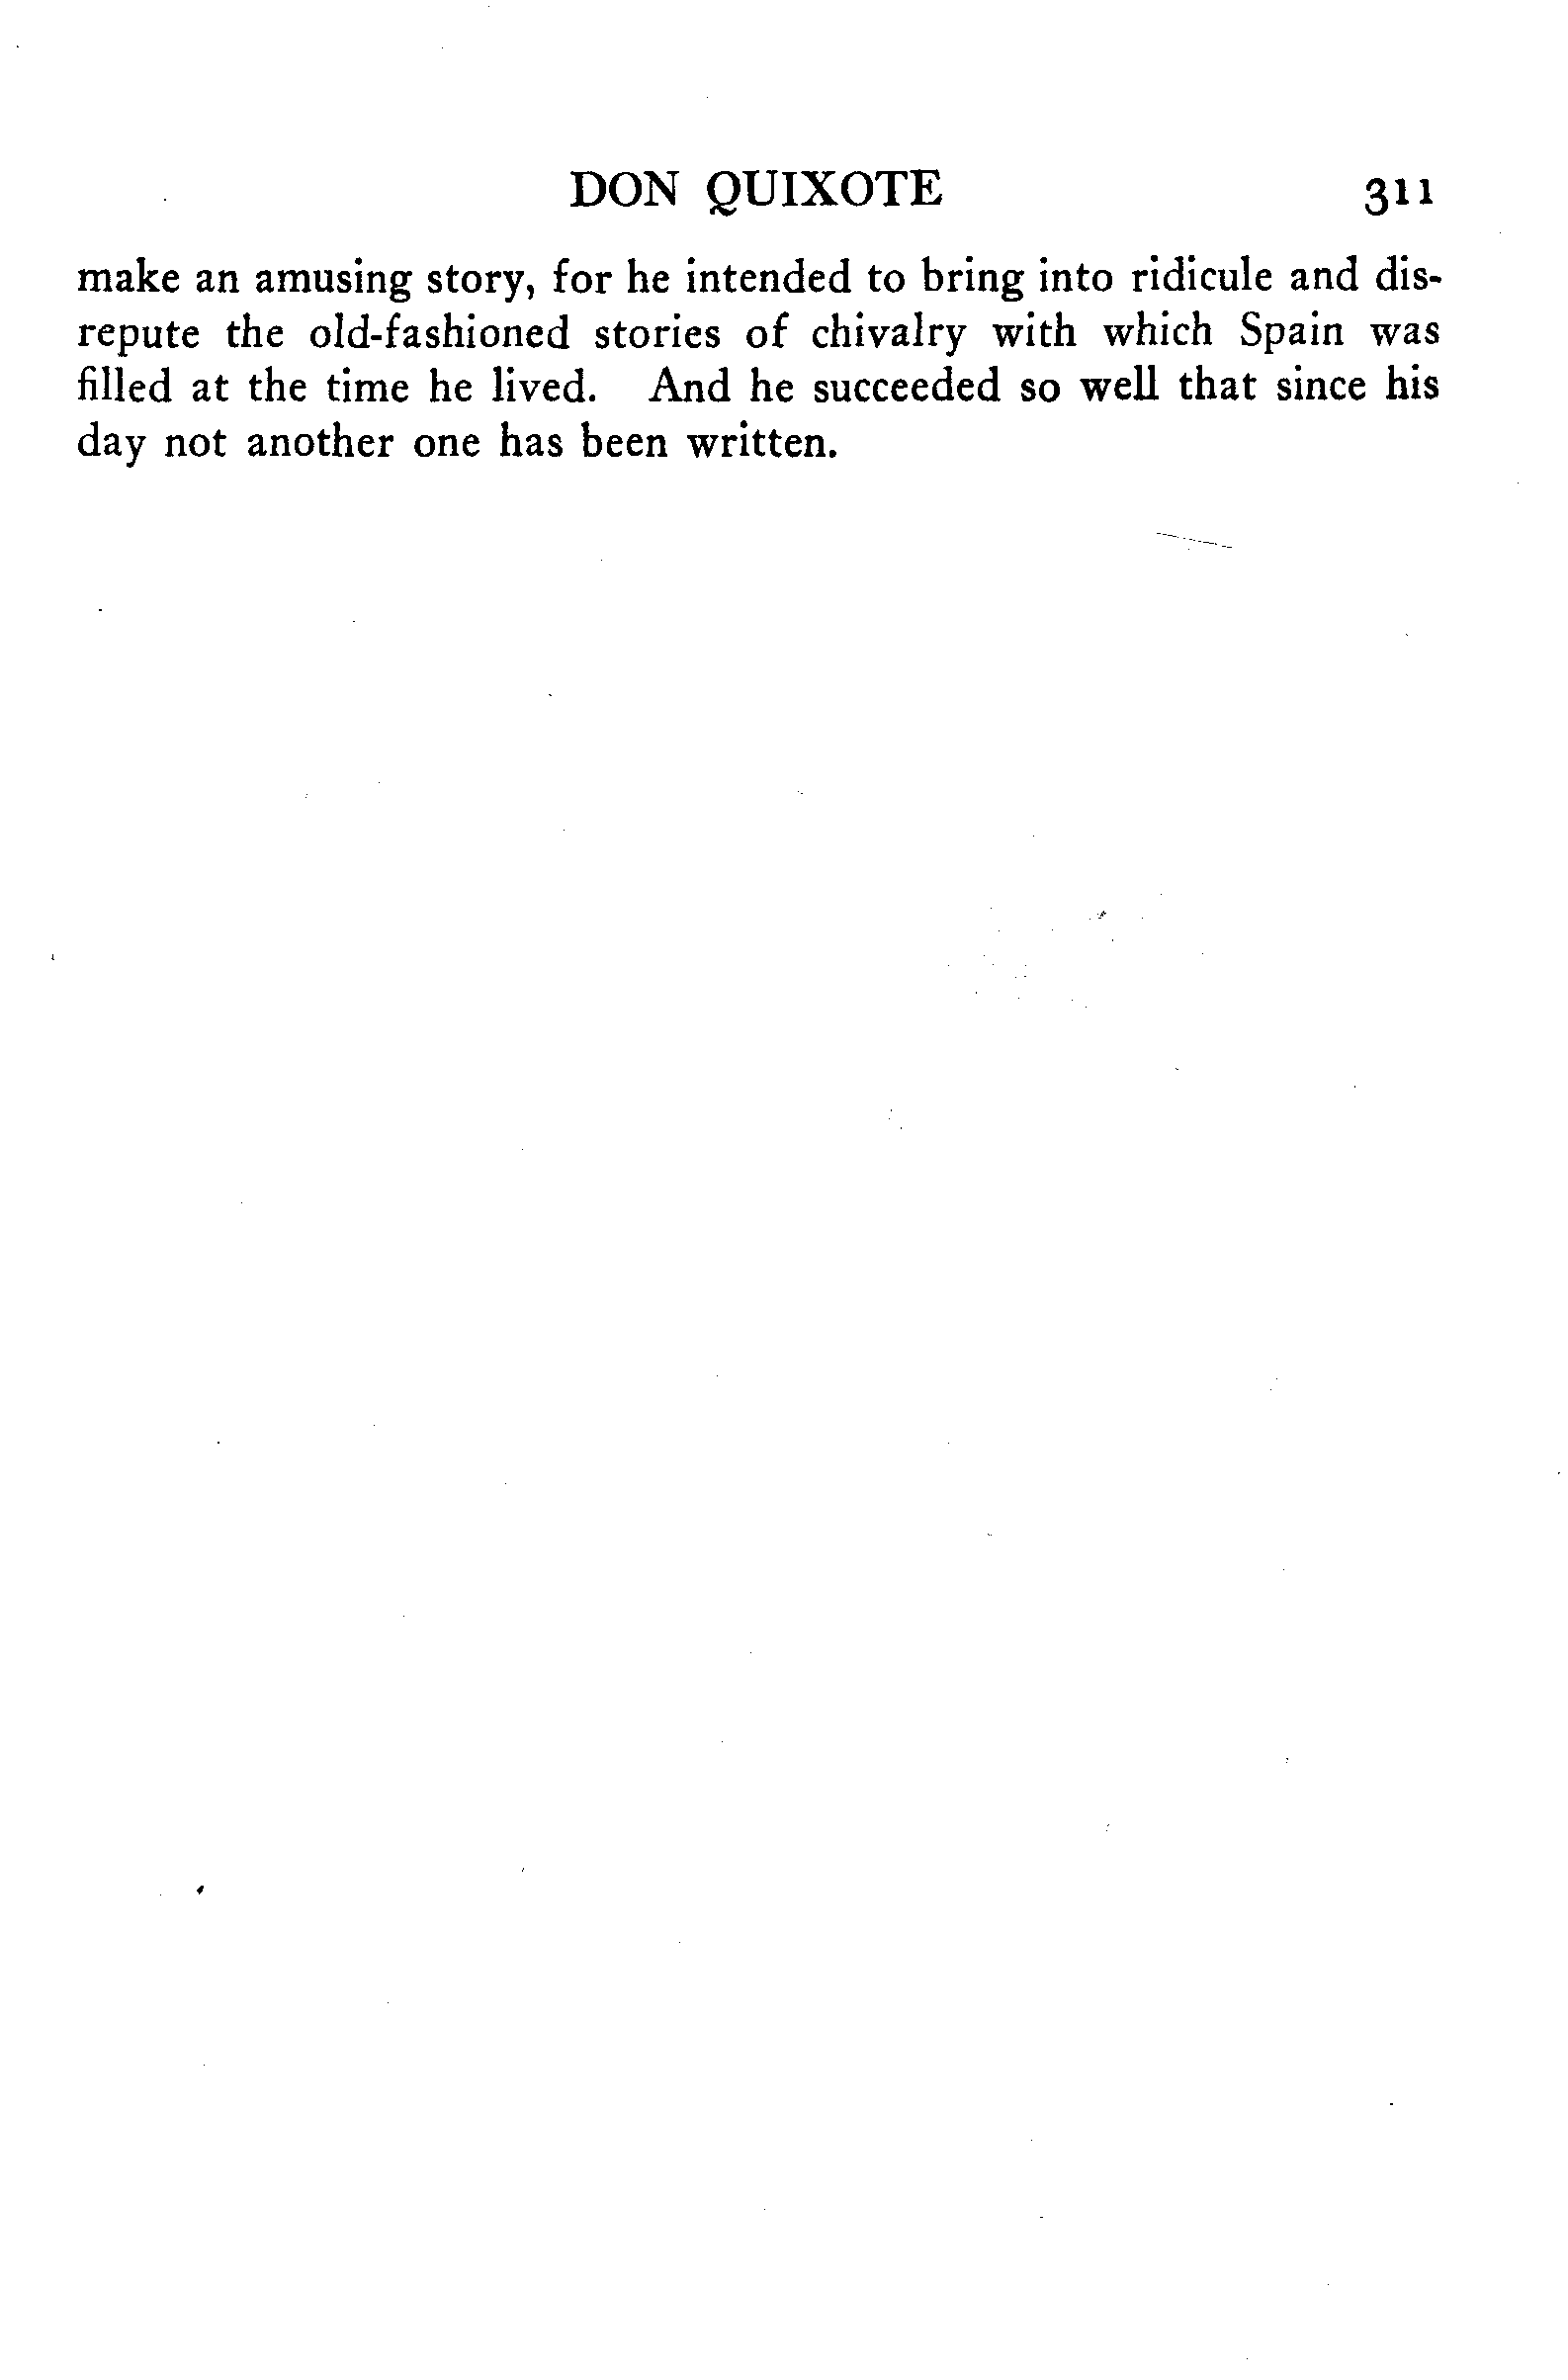 DON QUIXOTE 311
make an amusing story, for he intended to bring into ridicule and dis-
repute the old-fashioned stories of chivalry with which Spain was
filled at the time he lived. And he succeeded so well that since his
day not another one has been written.